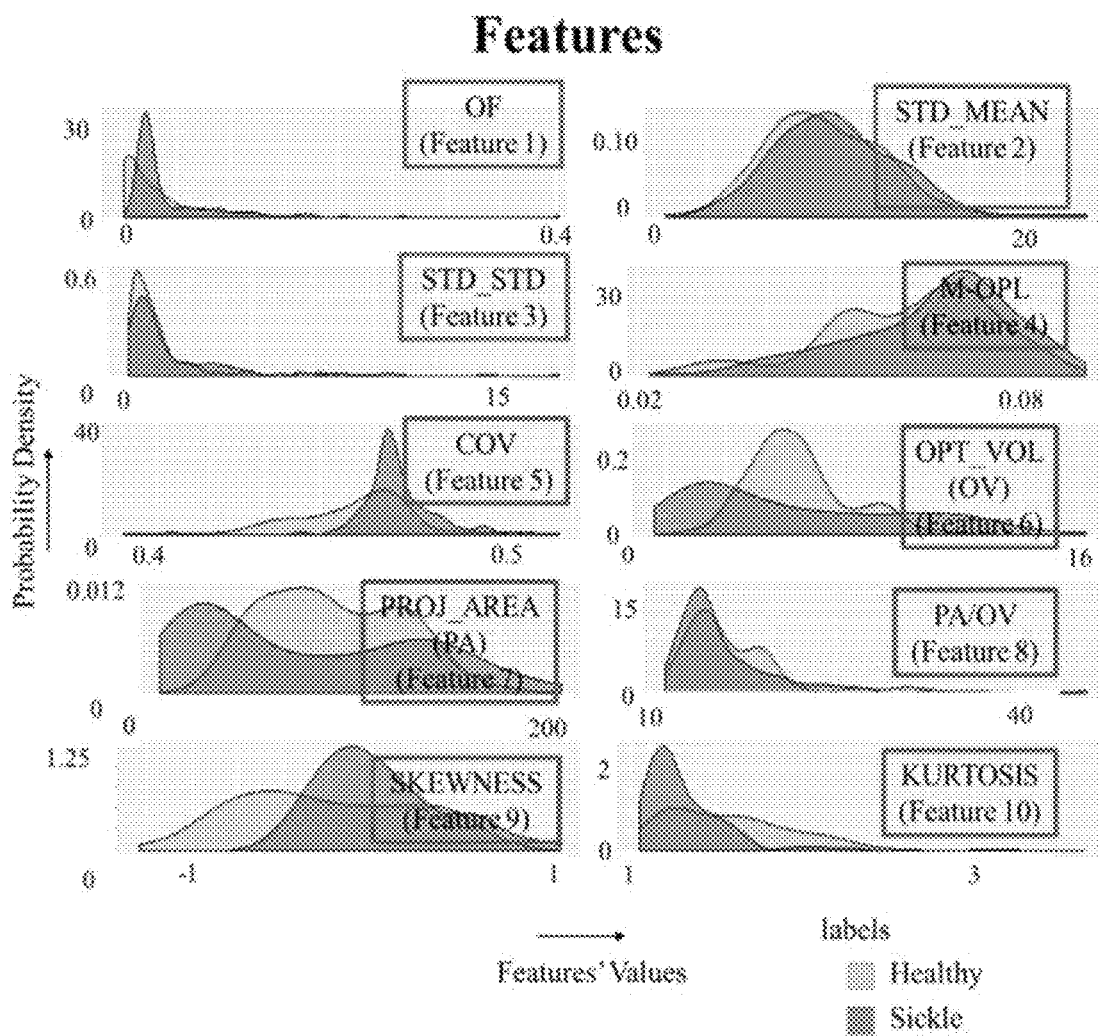 Features
OF
(Feature 1)
30
0
0
0.4
STD_MEAN
(Feature 2)
0.10
0
0
20
STD_STD
(Feature 3)
0.6
0
0
15
M-OPL
(Feature 4)
30
0
0.02
0.08
COV
(Feature 5)
40
0
0.4
0.5
OPT_VOL
(OV)
(Feature 6)
0.2
0
0
16
PROJ_AREA
(PA)
(Feature 7)
0.012
0
0
200
PA/OV
(Feature 8)
15
0
10
40
SKEWNESS
(Feature 9)
1.25
0
-1
1
KURTOSIS
(Feature 10)
2
0
1
3
Probability Density
Features' Values
labels
Healthy
Sickle